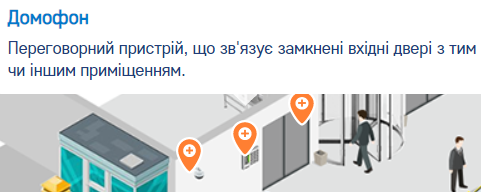 Домофон
Переговорний пристрій, що зв'язує замкнені вхідні двері з тим
чи іншим приміщенням.